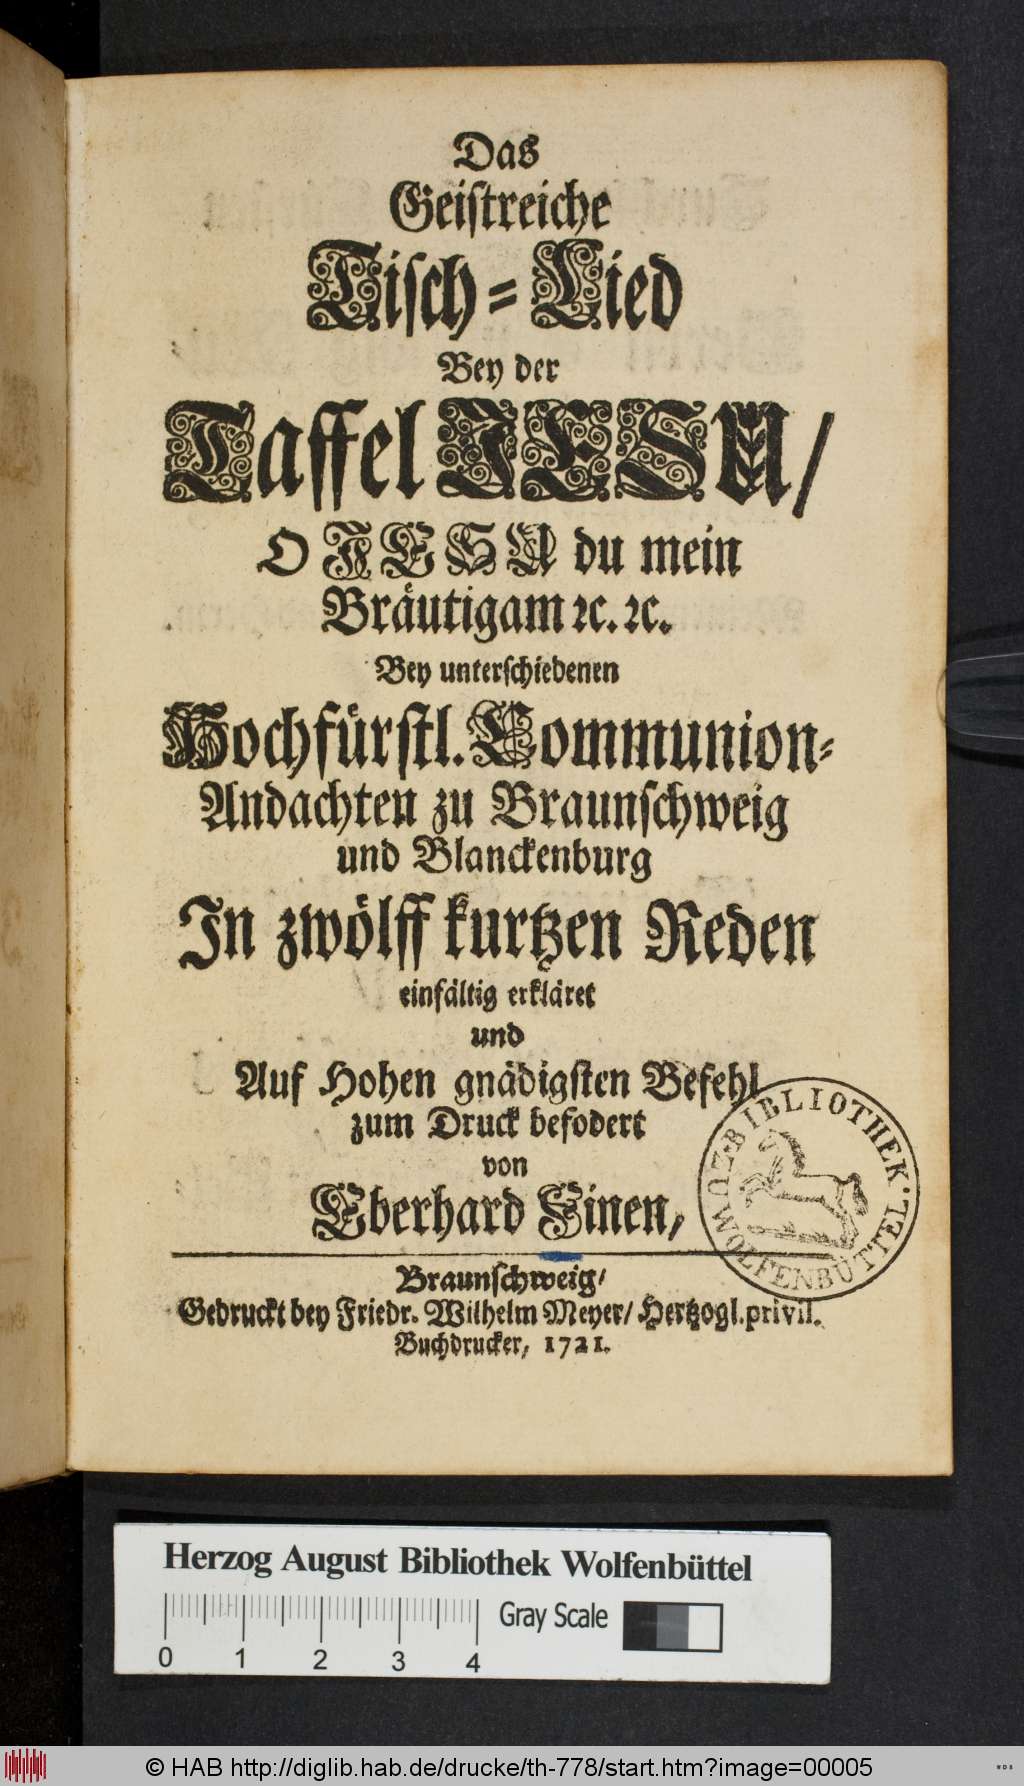 Das
Geistreiche
Tisch=Lied
Bey der
Taffel JESU/
O JESU du mein
Bräutigam ꝛc. ꝛc.
Bey unterschiedenen
Hochfürstl. Communion=
Andachten zu Braunschweig
und Blanckenburg
In zwölff kurtzen Reden
einfältig erkläret
und
Auf Hohen gnädigsten Befehl
zum Druck befodert
von
Eberhard Finen,
Braunschweig/
Gedruckt bey Friedr. Wilhelm Meyer/ Hertzogl. privil.
Buchdrucker, 1721.
BIBLIOTHEK.
ZU WOLFENBÜTTEL.
Herzog August Bibliothek Wolfenbüttel
Gray Scale
0 1 2 3 4
© HAB http://diglib.hab.de/drucke/th-778/start.htm?image=00005
WDB